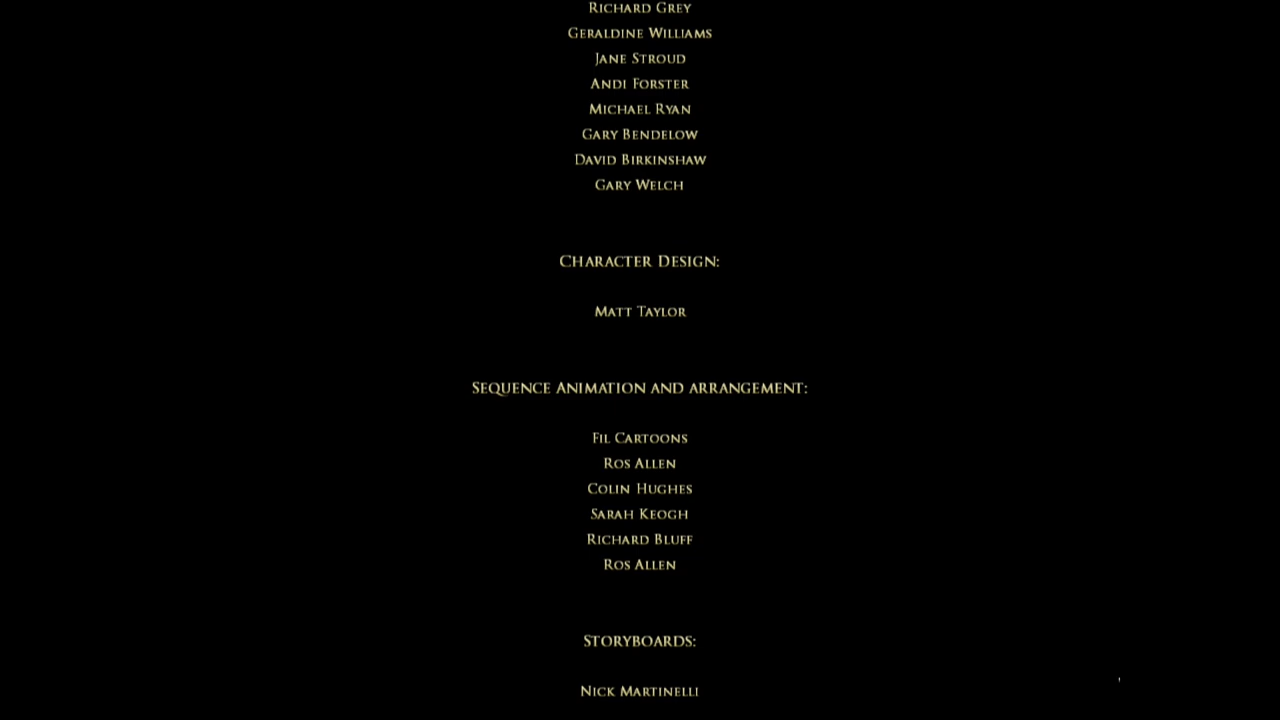 Richard Grey
Geraldine Williams
Jane Stroud
Andi Forster
Michael Ryan
Gary Bendelow
David Birkinshaw
Gary Welch
Character Design:
Matt Taylor
Sequence Animation and arrangement:
Fil Cartoons
Ros Allen
Colin Hughes
Sarah Keogh
Richard Bluff
Ros Allen
Storyboards:
Nick Martinelli